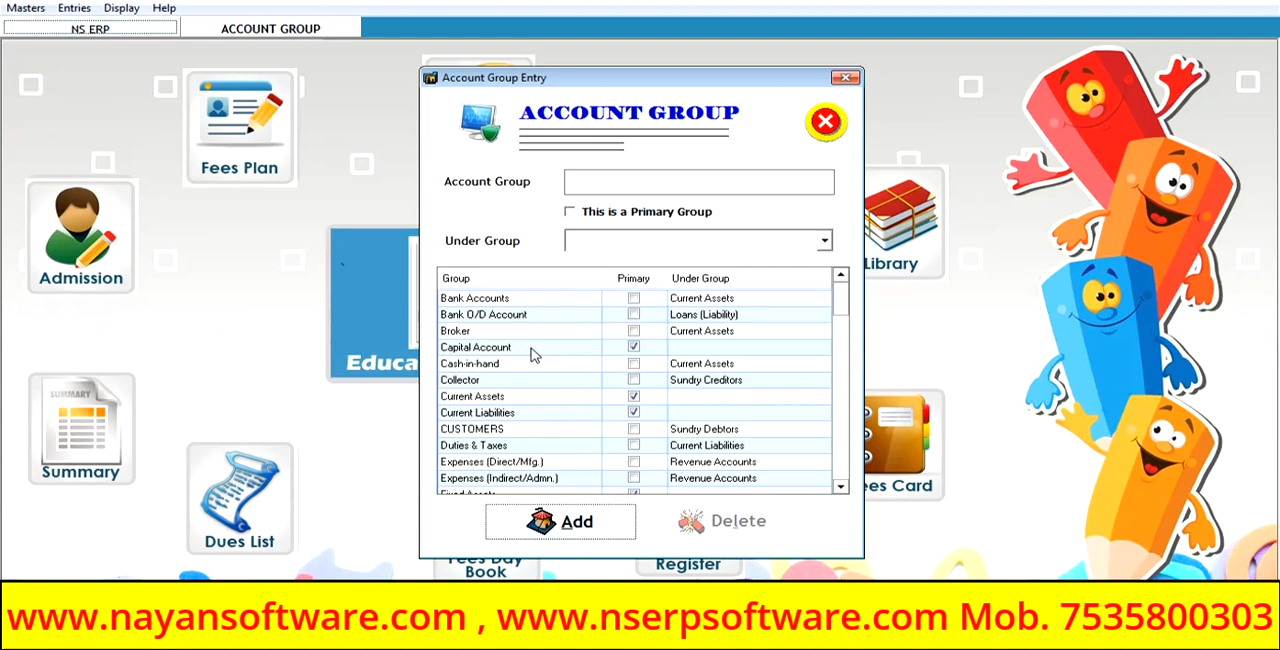 Masters Entries Display Help
NS ERP ACCOUNT GROUP
Account Group Entry
ACCOUNT GROUP
Fees Plan
Account Group
This is a Primary Group
Under Group
Admission
Library
Group Primary Under Group
Bank Accounts Current Assets
Bank O/D Account Loans (Liability)
Broker Current Assets
Capital Account
Educa
Cash-in-hand Current Assets
Collector Sundry Creditors
Current Assets
SUMMARY
Current Liabilities
CUSTOMERS Sundry Debtors
Duties & Taxes Current Liabilities
Expenses (Direct/Mfg.) Revenue Accounts
Summary
Expenses (Indirect/Admn.) Revenue Accounts
ees Card
Fixed Assets
Add Delete
Dues List
Fees Day
Book
Register
www.nayansoftware.com , www.nserpsoftware.com Mob. 7535800303